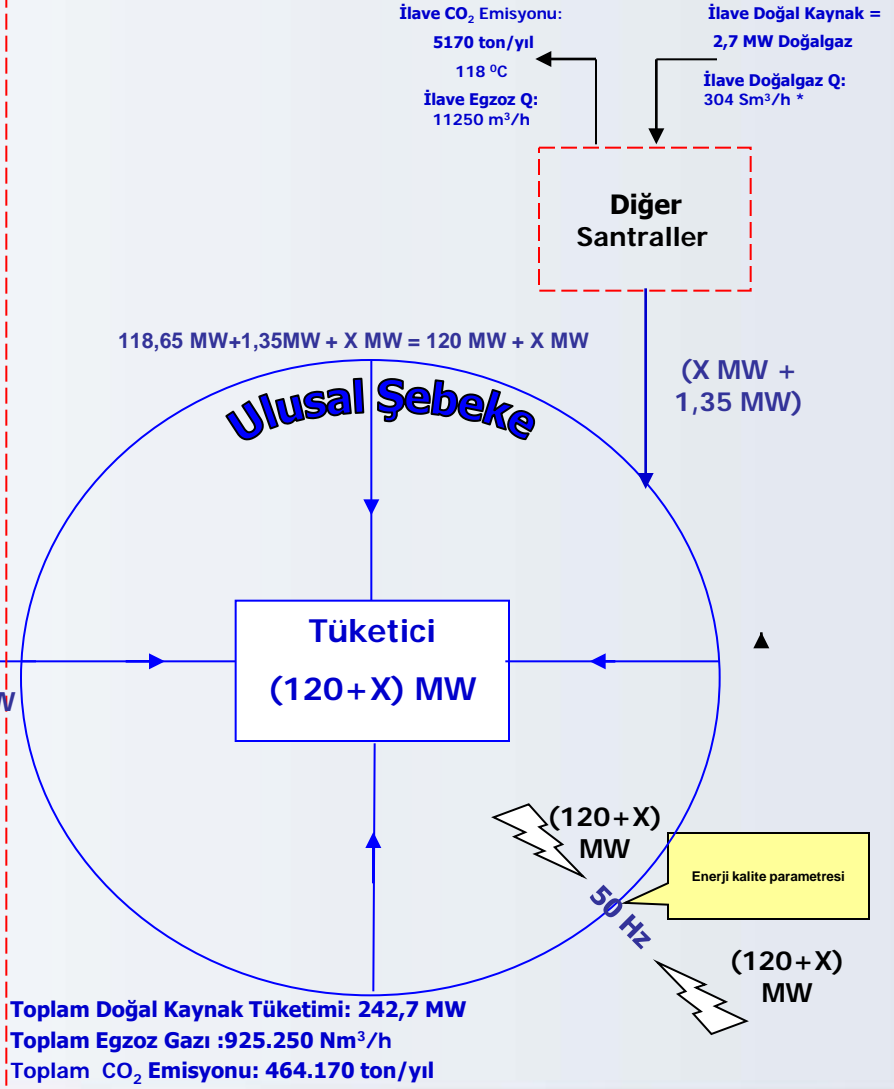 İlave CO₂ Emisyonu:
5170 ton/yıl
118 ⁰C
İlave Egzoz Q:
11250 m³/h
İlave Doğal Kaynak =
2,7 MW Doğalgaz
İlave Doğalgaz Q:
304 Sm³/h *
Diğer
Santraller
118,65 MW+1,35MW + X MW = 120 MW + X MW
(X MW +
1,35 MW)
Ulusal Şebeke
Tüketici
(120+X) MW
(120+X)
MW
Enerji kalite parametresi
50 Hz
(120+X)
MW
Toplam Doğal Kaynak Tüketimi: 242,7 MW
Toplam Egzoz Gazı :925.250 Nm³/h
Toplam CO₂ Emisyonu: 464.170 ton/yıl